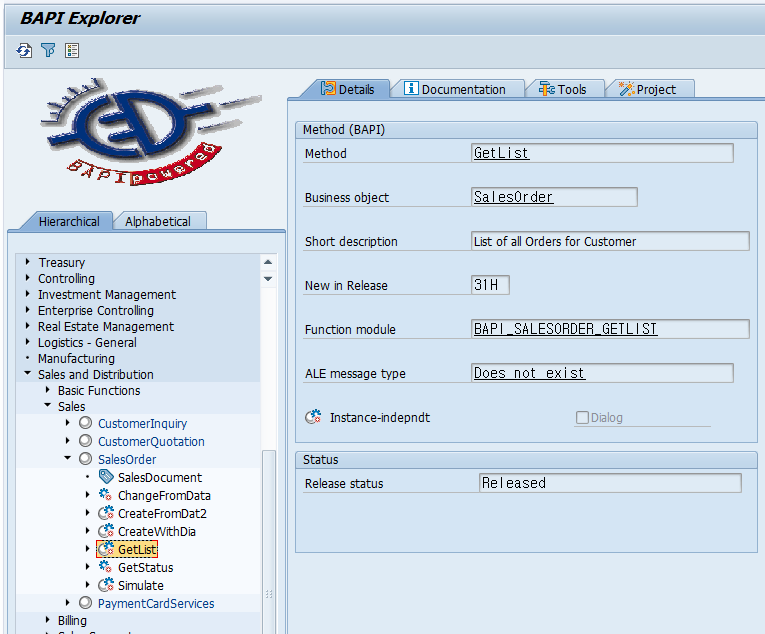 BAPI Explorer
BAPI powered
Hierarchical
Alphabetical
Treasury
Controlling
Investment Management
Enterprise Controlling
Real Estate Management
Logistics - General
Manufacturing
Sales and Distribution
Basic Functions
Sales
CustomerInquiry
CustomerQuotation
SalesOrder
SalesDocument
ChangeFromData
CreateFromDat2
CreateWithDia
GetList
GetStatus
Simulate
PaymentCardServices
Billing
Details
Documentation
Tools
Project
Method (BAPI)
Method GetList
Business object SalesOrder
Short description List of all Orders for Customer
New in Release 31H
Function module BAPI_SALESORDER_GETLIST
ALE message type Does not exist
Instance-indepndt Dialog
Status
Release status Released